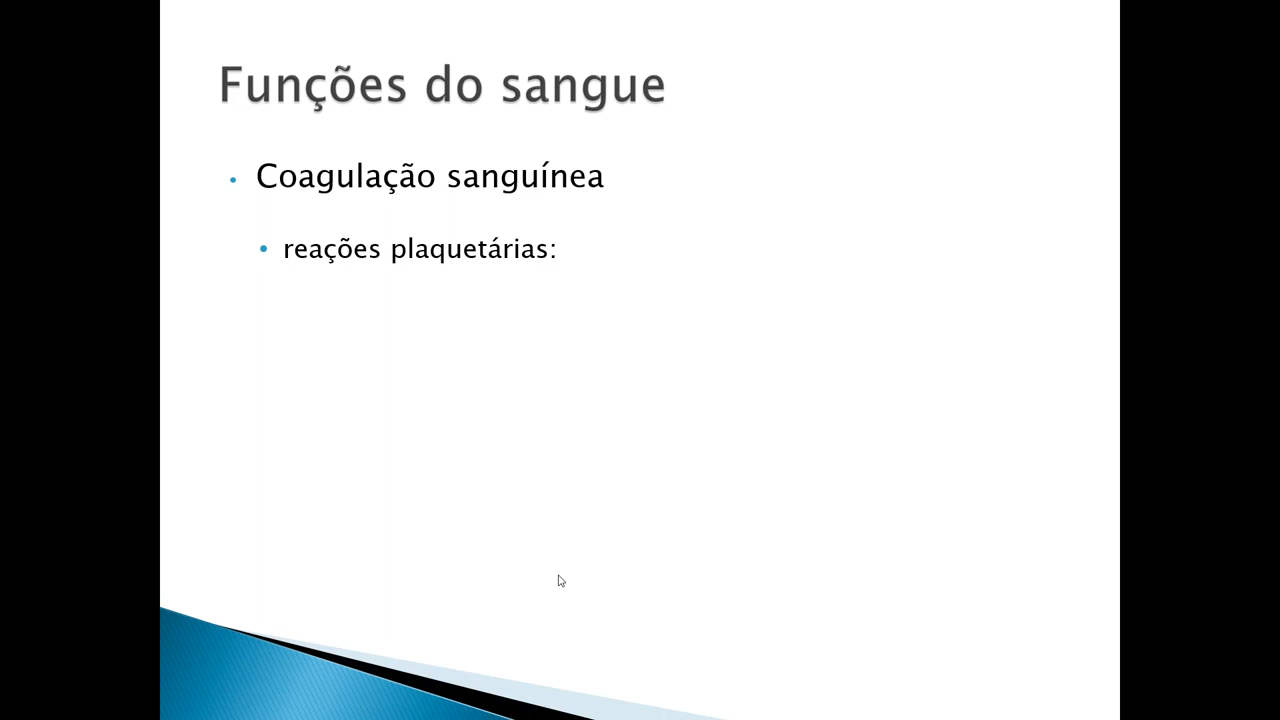 Funções do sangue
• Coagulação sanguínea
• reações plaquetárias: